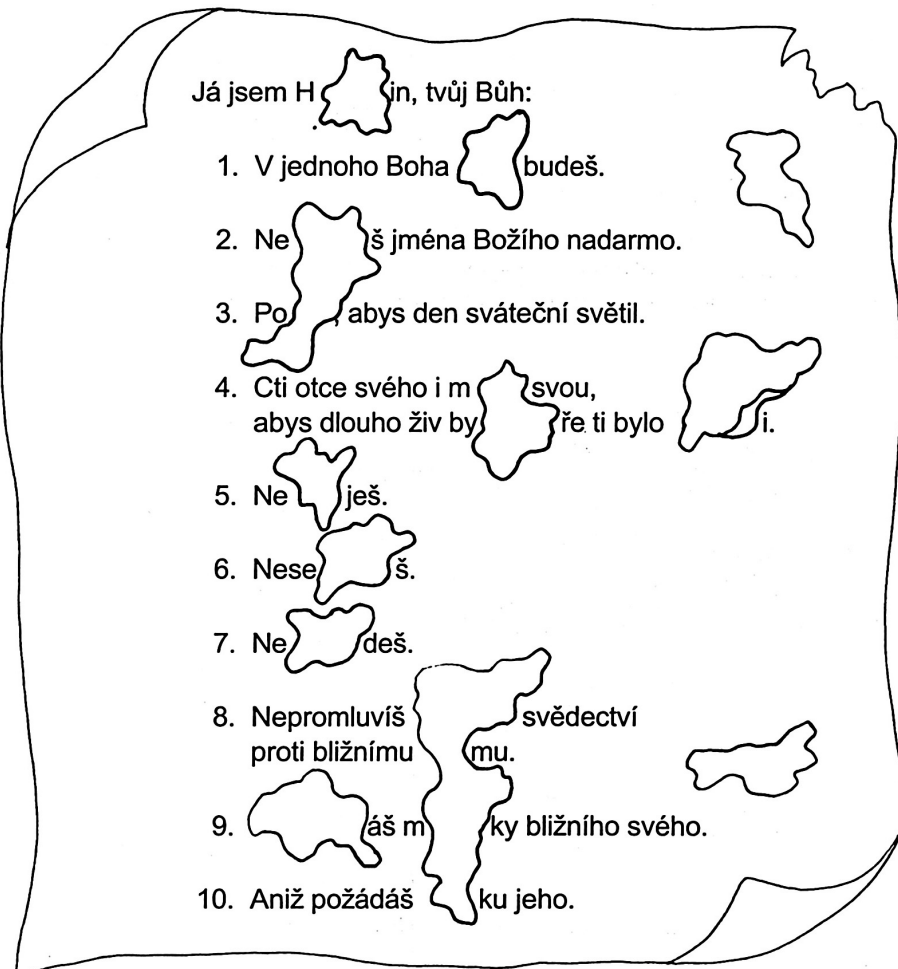 Já jsem H in, tvůj Bůh:
1. V jednoho Boha budeš.
2. Ne š jména Božího nadarmo.
3. Po , abys den sváteční světil.
4. Cti otce svého i m svou,
abys dlouho živ by ře ti bylo i.
5. Ne ješ.
6. Nese š.
7. Ne deš.
8. Nepromluvíš svědectví
proti bližnímu mu.
9. áš m ky bližního svého.
10. Aniž požádáš ku jeho.